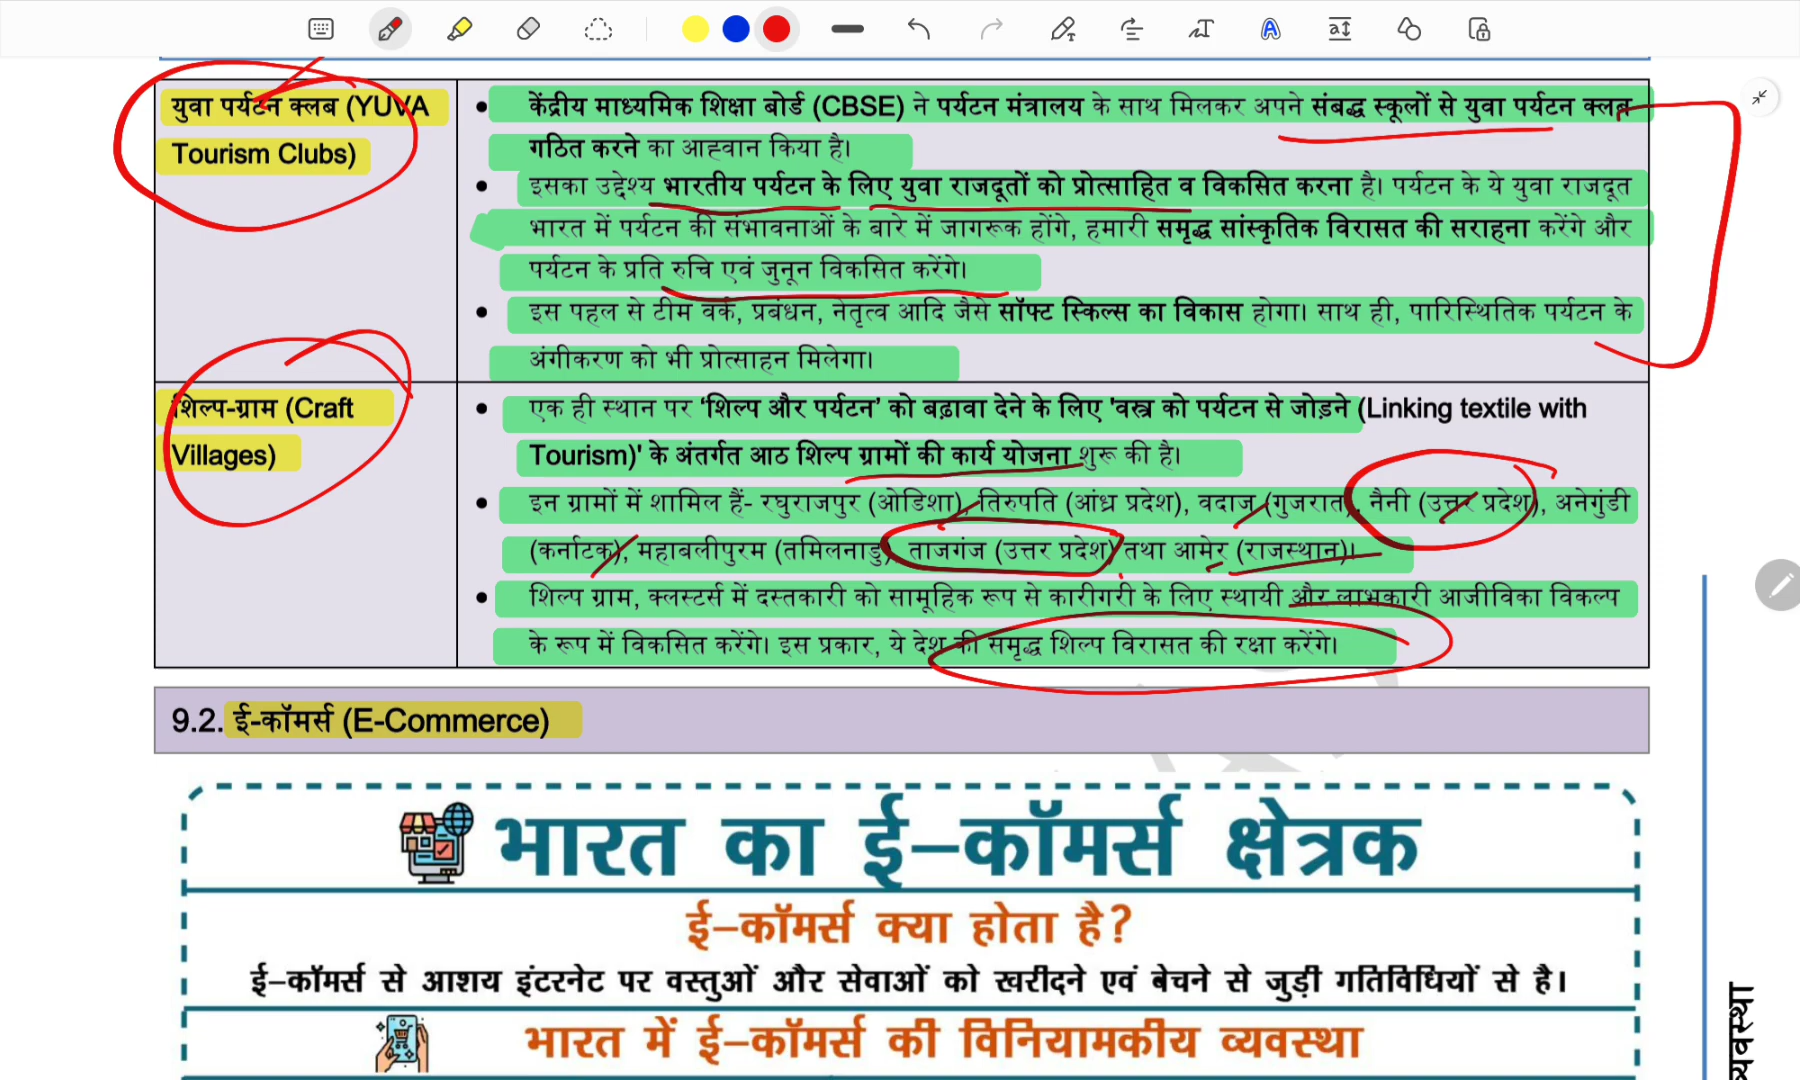 युवा पर्यटन क्लब (YUVA
Tourism Clubs)
• केंद्रीय माध्यमिक शिक्षा बोर्ड (CBSE) ने पर्यटन मंत्रालय के साथ मिलकर अपने संबद्ध स्कूलों से युवा पर्यटन क्लब
गठित करने का आह्वान किया है।
• इसका उद्देश्य भारतीय पर्यटन के लिए युवा राजदूतों को प्रोत्साहित व विकसित करना है। पर्यटन के ये युवा राजदूत
भारत में पर्यटन की संभावनाओं के बारे में जागरूक होंगे, हमारी समृद्ध सांस्कृतिक विरासत की सराहना करेंगे और
पर्यटन के प्रति रुचि एवं जुनून विकसित करेंगे।
• इस पहल से टीम वर्क, प्रबंधन, नेतृत्व आदि जैसे सॉफ्ट स्किल्स का विकास होगा। साथ ही, पारिस्थितिक पर्यटन के
अंगीकरण को भी प्रोत्साहन मिलेगा।
शिल्प-ग्राम (Craft
Villages)
• एक ही स्थान पर ‘शिल्प और पर्यटन’ को बढ़ावा देने के लिए 'वस्त्र को पर्यटन से जोड़ने (Linking textile with
Tourism)' के अंतर्गत आठ शिल्प ग्रामों की कार्य योजना शुरू की है।
• इन ग्रामों में शामिल हैं- रघुराजपुर (ओडिशा), तिरुपति (आंध्र प्रदेश), वदाज (गुजरात), नैनी (उत्तर प्रदेश), अनेगुंडी
(कर्नाटक), महाबलीपुरम (तमिलनाडु), ताजगंज (उत्तर प्रदेश) तथा आमेर (राजस्थान)।
• शिल्प ग्राम, क्लस्टर्स में दस्तकारी को सामूहिक रूप से कारीगरी के लिए स्थायी और लाभकारी आजीविका विकल्प
के रूप में विकसित करेंगे। इस प्रकार, ये देश की समृद्ध शिल्प विरासत की रक्षा करेंगे।
9.2. ई-कॉमर्स (E-Commerce)
भारत का ई–कॉमर्स क्षेत्रक
ई–कॉमर्स क्या होता है?
ई–कॉमर्स से आशय इंटरनेट पर वस्तुओं और सेवाओं को खरीदने एवं बेचने से जुड़ी गतिविधियों से है।
भारत में ई–कॉमर्स की विनियामकीय व्यवस्था